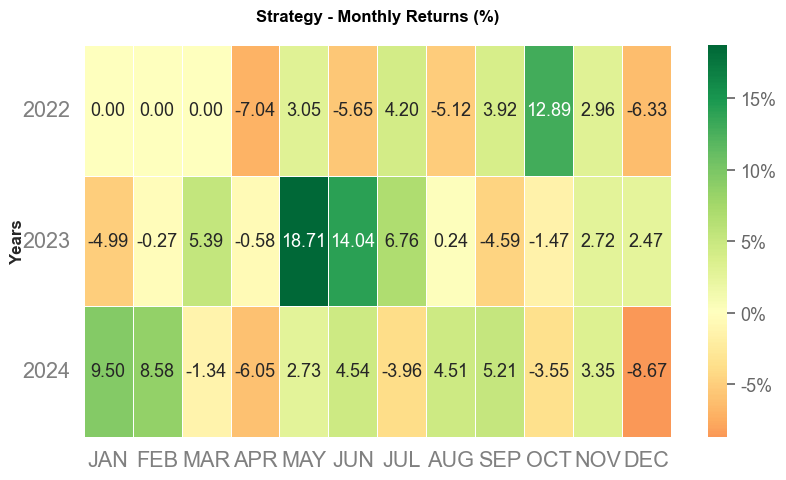 Strategy - Monthly Returns (%)
Years
2022 0.00 0.00 0.00 -7.04 3.05 -5.65 4.20 -5.12 3.92 12.89 2.96 -6.33
2023 -4.99 -0.27 5.39 -0.58 18.71 14.04 6.76 0.24 -4.59 -1.47 2.72 2.47
2024 9.50 8.58 -1.34 -6.05 2.73 4.54 -3.96 4.51 5.21 -3.55 3.35 -8.67
JAN FEB MAR APR MAY JUN JUL AUG SEP OCT NOV DEC
15%
10%
5%
0%
-5%